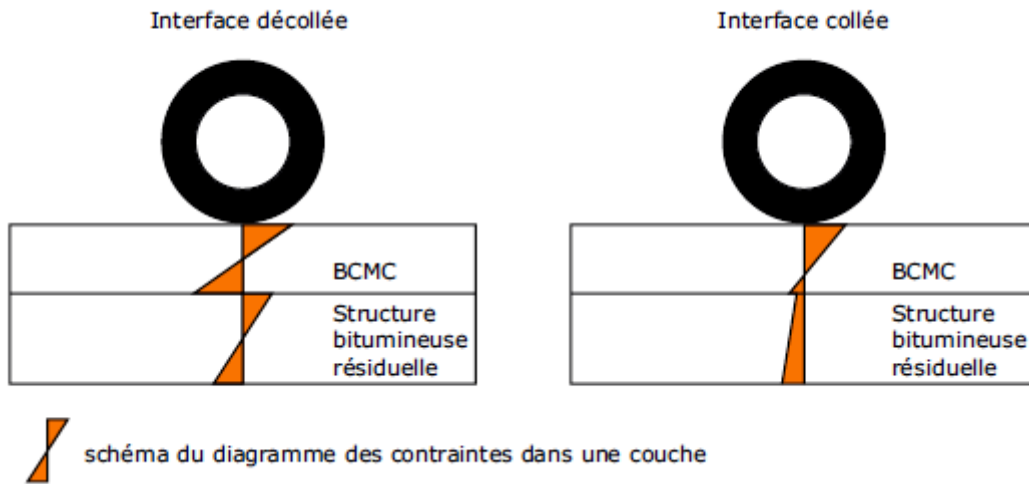 Interface décollée
Interface collée
BCMC
Structure
bitumineuse
résiduelle
BCMC
Structure
bitumineuse
résiduelle
schéma du diagramme des contraintes dans une couche